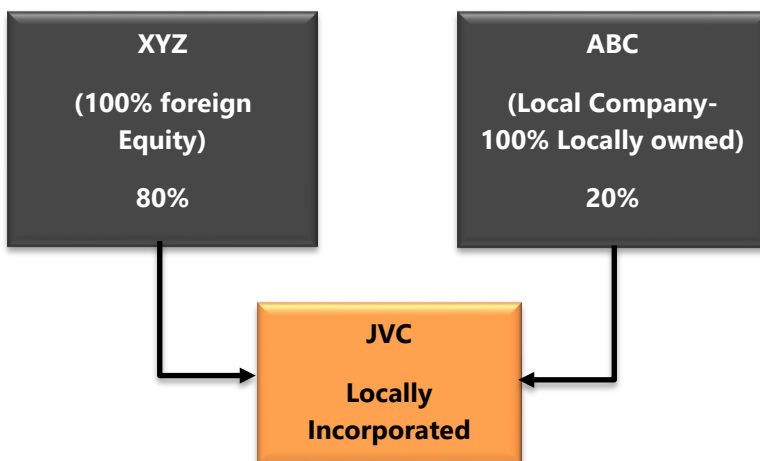 XYZ
(100% foreign
Equity)
80%
ABC
(Local Company-
100% Locally owned)
20%
JVC
Locally
Incorporated